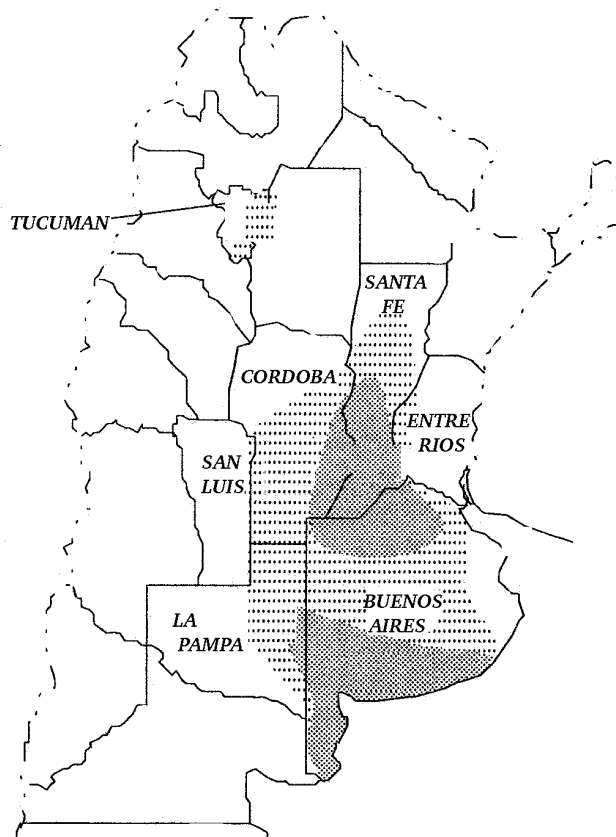 TUCUMAN
SANTA
FE
CORDOBA
ENTRE
RIOS
SAN
LUIS
BUENOS
AIRES
LA
PAMPA